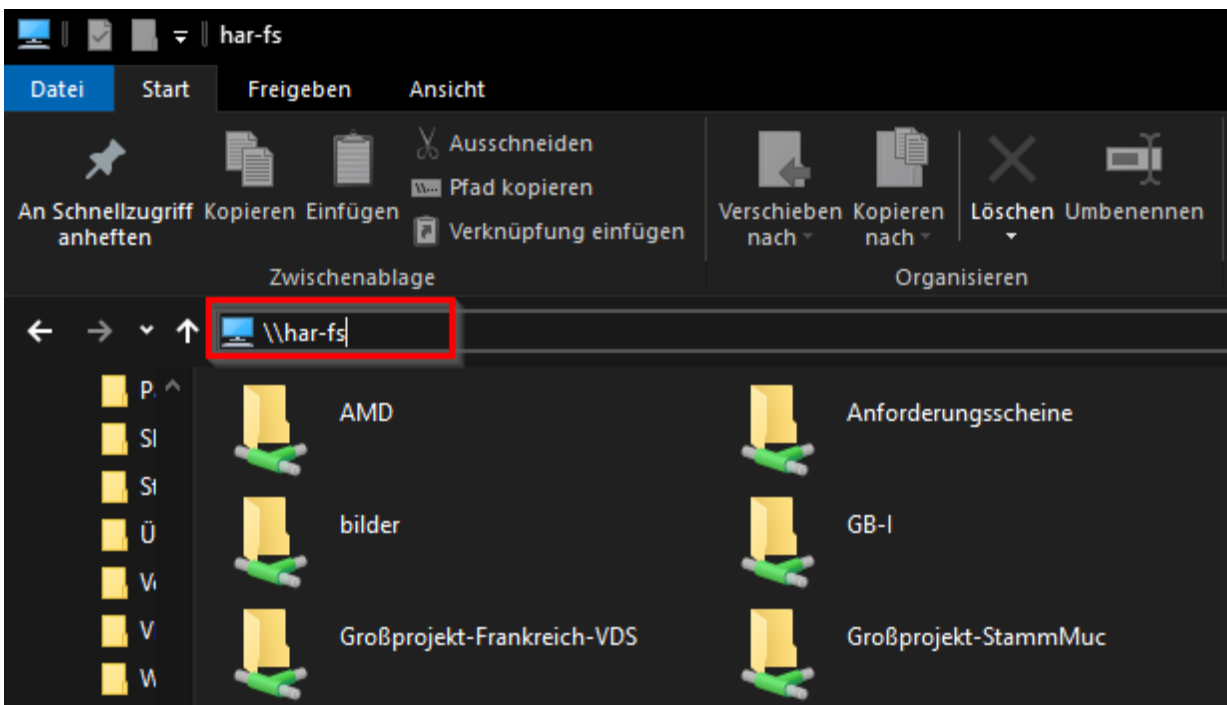 har-fs
Datei Start Freigeben Ansicht
An Schnellzugriff
anheften
Kopieren
Einfügen
Ausschneiden
Pfad kopieren
Verknüpfung einfügen
Zwischenablage
Verschieben
nach
Kopieren
nach
Löschen
Umbenennen
Organisieren
\\har-fs
AMD
Anforderungsscheine
bilder
GB-I
Großprojekt-Frankreich-VDS
Großprojekt-StammMuc